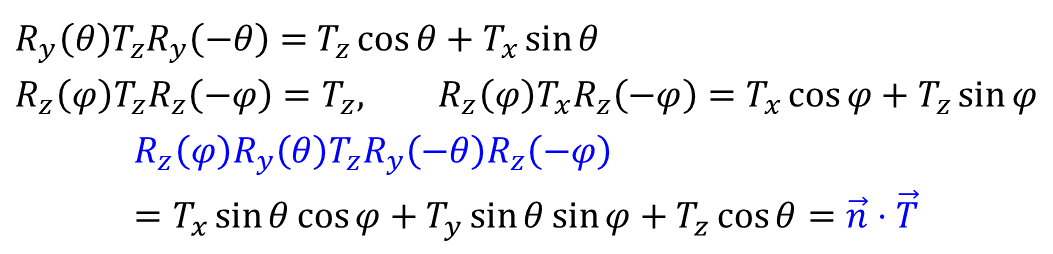 R_y(θ)T_zR_y(−θ) = T_z cos θ + T_x sin θ
R_z(φ)T_zR_z(−φ) = T_z, R_z(φ)T_xR_z(−φ) = T_x cos φ + T_z sin φ
R_z(φ)R_y(θ)T_zR_y(−θ)R_z(−φ)
= T_x sin θ cos φ + T_y sin θ sin φ + T_z cos θ = n⃗ · T⃗